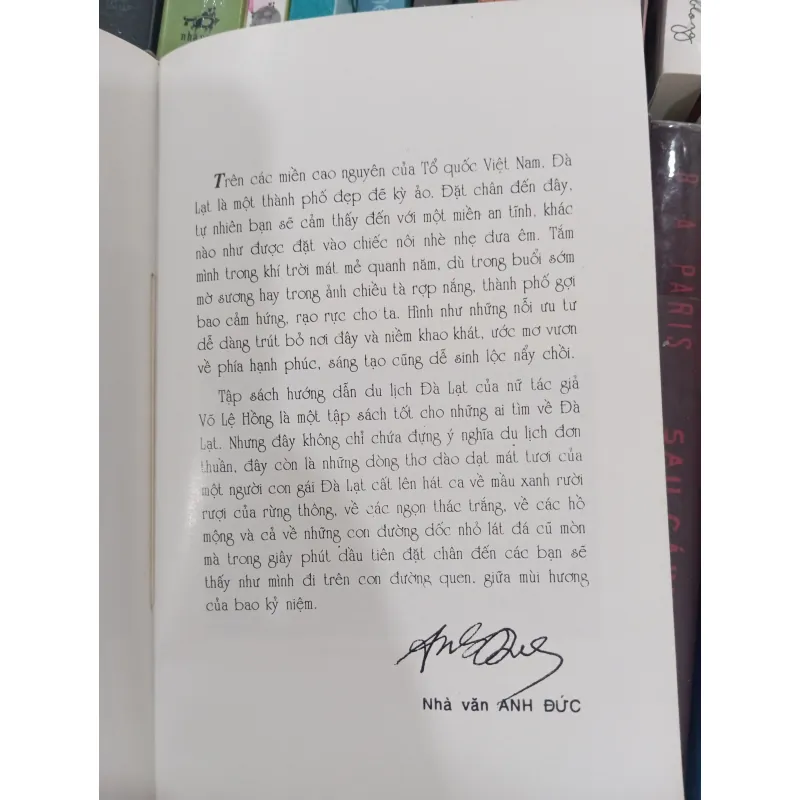 nhã
Trên các miền cao nguyên của Tổ quốc Việt Nam, Đà
Lạt là một thành phố đẹp đẽ kỳ ảo. Đặt chân đến đây,
tự nhiên bạn sẽ cảm thấy đến với một miền an tĩnh, khác
nào như được đặt vào chiếc nôi nhè nhẹ đưa êm. Tắm
mình trong khí trời mát mẻ quanh năm, dù trong buổi sớm
mờ sương hay trong ảnh chiều tà rợp nắng, thành phố gợi
bao cảm hứng, rạo rực cho ta. Hình như những nỗi ưu tư
dễ dàng trút bỏ nơi đây và niềm khao khát, ước mơ vươn
về phía hạnh phúc, sáng tạo cũng dễ sinh lộc nẩy chồi.
Tập sách hướng dẫn du lịch Đà Lạt của nữ tác giả
Võ Lệ Hồng là một tập sách tốt cho những ai tìm về Đà
Lạt. Nhưng đây không chỉ chứa đựng ý nghĩa du lịch đơn
thuần, đây còn là những dòng thơ dào dạt mát tươi của
một người con gái Đà Lạt cất lên hát ca về mầu xanh rười
rượi của rừng thông, về các ngọn thác trắng, về các hồ
mộng và cả về những con đường dốc nhỏ lát đá cũ mòn
mà trong giây phút đầu tiên đặt chân đến các bạn sẽ
thấy như mình đi trên con đường quen, giữa mùi hương
của bao kỷ niệm.
Nhà văn ANH ĐỨC
B A PARIS
SAU CÁN